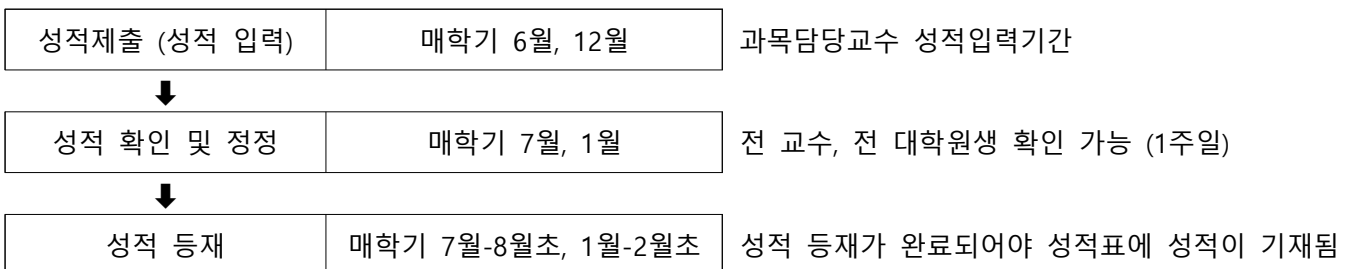 성적제출 (성적 입력) 매학기 6월, 12월 과목담당교수 성적입력기간
성적 확인 및 정정 매학기 7월, 1월 전 교수, 전 대학원생 확인 가능 (1주일)
성적 등재 매학기 7월-8월초, 1월-2월초 성적 등재가 완료되어야 성적표에 성적이 기재됨